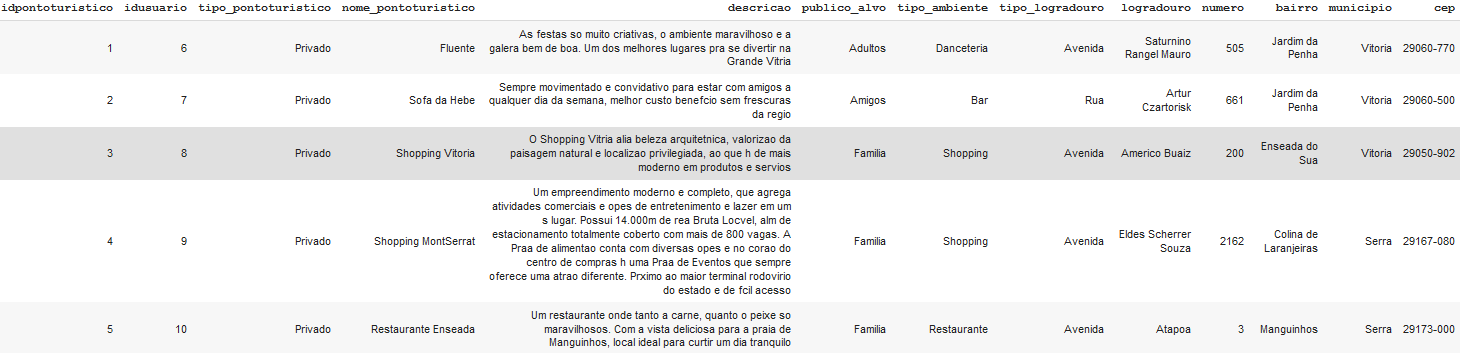 idpontoturistico idusuario tipo_pontoturistico nome_pontoturistico descricao publico_alvo tipo_ambiente tipo_logradouro logradouro numero bairro municipio cep
1 6 Privado Fluente As festas so muito criativas, o ambiente maravilhoso e a galera bem de boa. Um dos melhores lugares pra se divertir na Grande Vitria Adultos Danceteria Avenida Saturnino Rangel Mauro 505 Jardim da Penha Vitoria 29060-770
2 7 Privado Sofa da Hebe Sempre movimentado e convidativo para estar com amigos a qualquer dia da semana, melhor custo benefcio sem frescuras da regio Amigos Bar Rua Artur Czartorisk 661 Jardim da Penha Vitoria 29060-500
3 8 Privado Shopping Vitoria O Shopping Vitria alia beleza arquitetnica, valorizao da paisagem natural e localizao privilegiada, ao que h de mais moderno em produtos e servios Familia Shopping Avenida Americo Buaiz 200 Enseada do Sua Vitoria 29050-902
4 9 Privado Shopping MontSerrat Um empreendimento moderno e completo, que agrega atividades comerciais e opes de entretenimento e lazer em um s lugar. Possui 14.000m de rea Bruta Locvel, alm de estacionamento totalmente coberto com mais de 800 vagas. A Praa de alimentao conta com diversas opes e no corao do centro de compras h uma Praa de Eventos que sempre oferece uma atrao diferente. Prximo ao maior terminal rodovirio do estado e de fcil acesso Familia Shopping Avenida Eldes Scherrer Souza 2162 Colina de Laranjeiras Serra 29167-080
5 10 Privado Restaurante Enseada Um restaurante onde tanto a carne, quanto o peixe so maravilhosos. Com a vista deliciosa para a praia de Manguinhos, local ideal para curtir um dia tranquilo Familia Restaurante Avenida Atapoa 3 Manguinhos Serra 29173-000